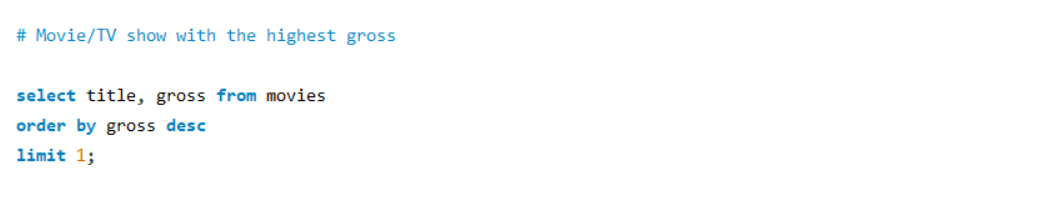 # Movie/TV show with the highest gross
select title, gross from movies
order by gross desc
limit 1;